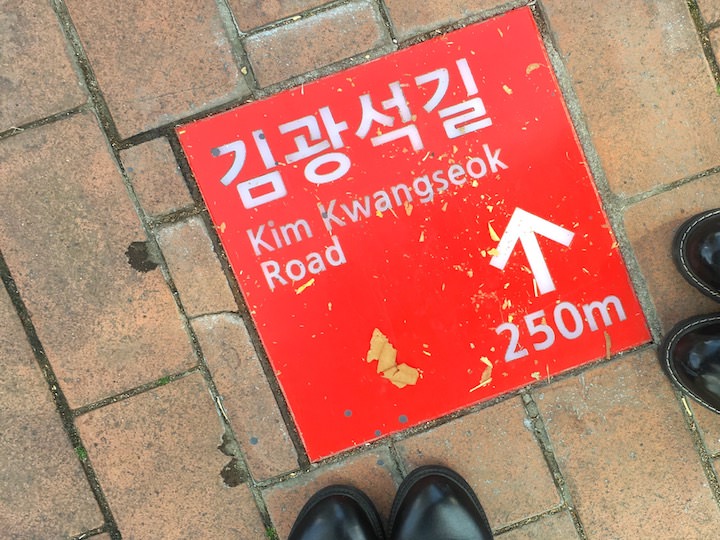 김광석길
Kim Kwangseok
Road
250m